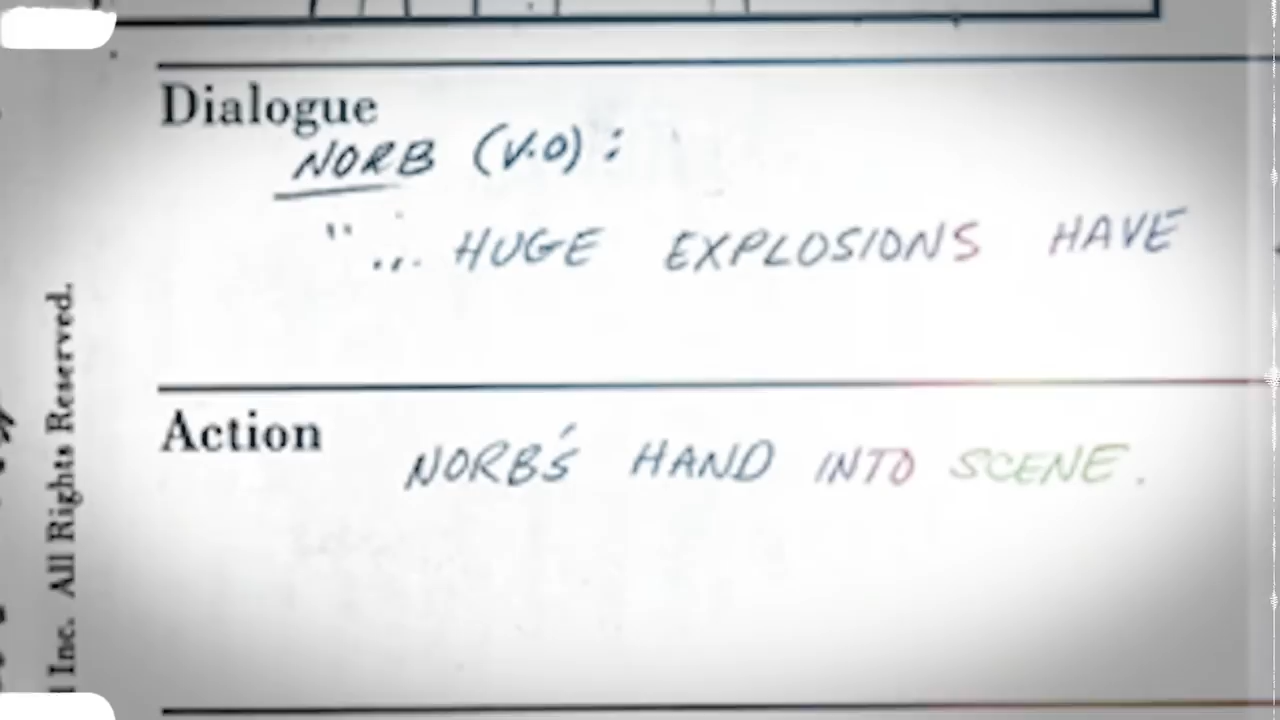 Dialogue
NORB (V.O):
"... HUGE EXPLOSIONS HAVE
Action
NORB'S HAND INTO SCENE.
Inc. All Rights Reserved.